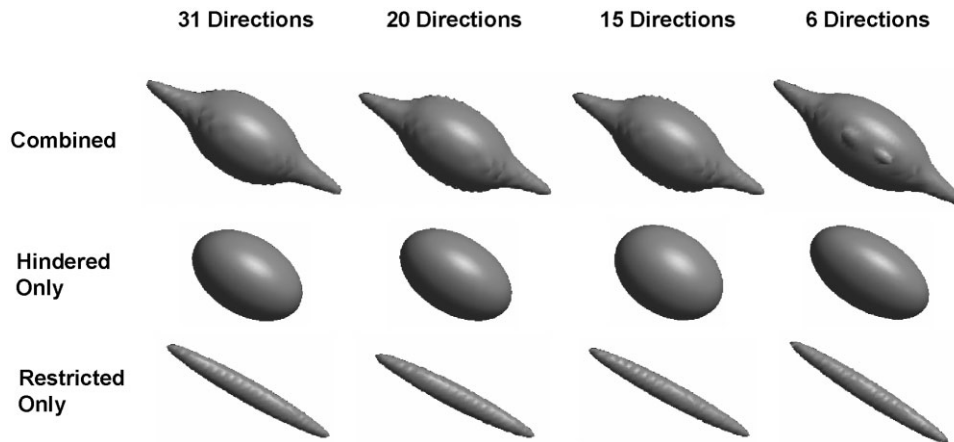 31 Directions
20 Directions
15 Directions
6 Directions
Combined
Hindered
Only
Restricted
Only